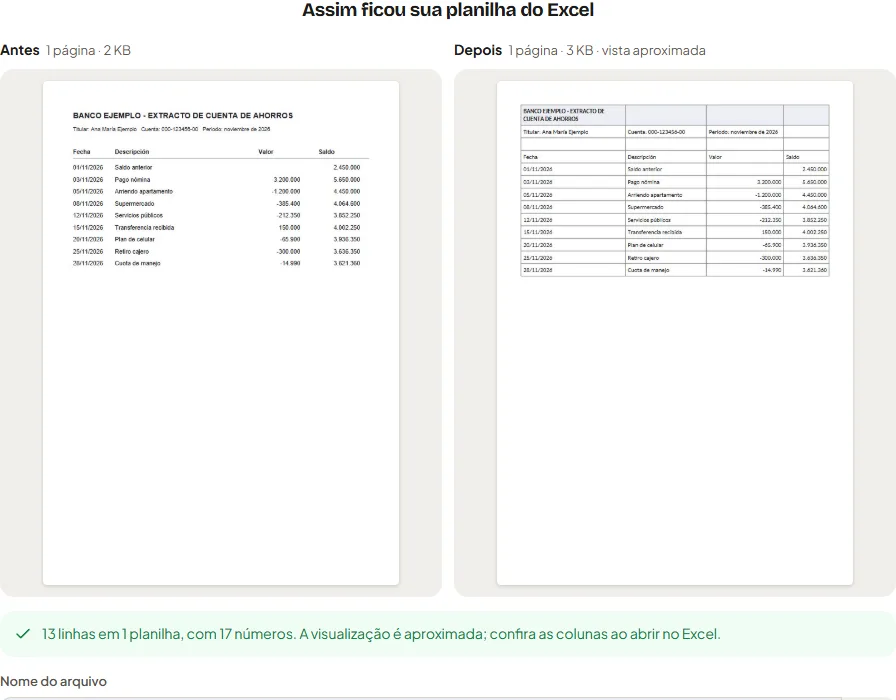 Assim ficou sua planilha do Excel
Antes 1 página · 2 KB
BANCO EJEMPLO - EXTRACTO DE CUENTA DE AHORROS
Titular: Ana María Ejemplo Cuenta: 000-123456-00 Periodo: noviembre de 2026
Fecha Descripción Valor Saldo
01/11/2026 Saldo anterior 2.450.000
03/11/2026 Pago nómina 3.200.000 5.650.000
05/11/2026 Arriendo apartamento -1.200.000 4.450.000
08/11/2026 Supermercado -385.400 4.064.600
12/11/2026 Servicios públicos -212.350 3.852.250
15/11/2026 Transferencia recibida 150.000 4.002.250
20/11/2026 Plan de celular -65.900 3.936.350
25/11/2026 Retiro cajero -300.000 3.636.350
28/11/2026 Cuota de manejo -14.990 3.621.360
Depois 1 página · 3 KB · vista aproximada
BANCO EJEMPLO - EXTRACTO DE
CUENTA DE AHORROS
Titular: Ana María Ejemplo Cuenta: 000-123456-00 Periodo: noviembre de 2026
Fecha Descripción Valor Saldo
01/11/2026 Saldo anterior 2.450.000
03/11/2026 Pago nómina 3.200.000 5.650.000
05/11/2026 Arriendo apartamento -1.200.000 4.450.000
08/11/2026 Supermercado -385.400 4.064.600
12/11/2026 Servicios públicos -212.350 3.852.250
15/11/2026 Transferencia recibida 150.000 4.002.250
20/11/2026 Plan de celular -65.900 3.936.350
25/11/2026 Retiro cajero -300.000 3.636.350
28/11/2026 Cuota de manejo -14.990 3.621.360
13 linhas em 1 planilha, com 17 números. A visualização é aproximada; confira as colunas ao abrir no Excel.
Nome do arquivo